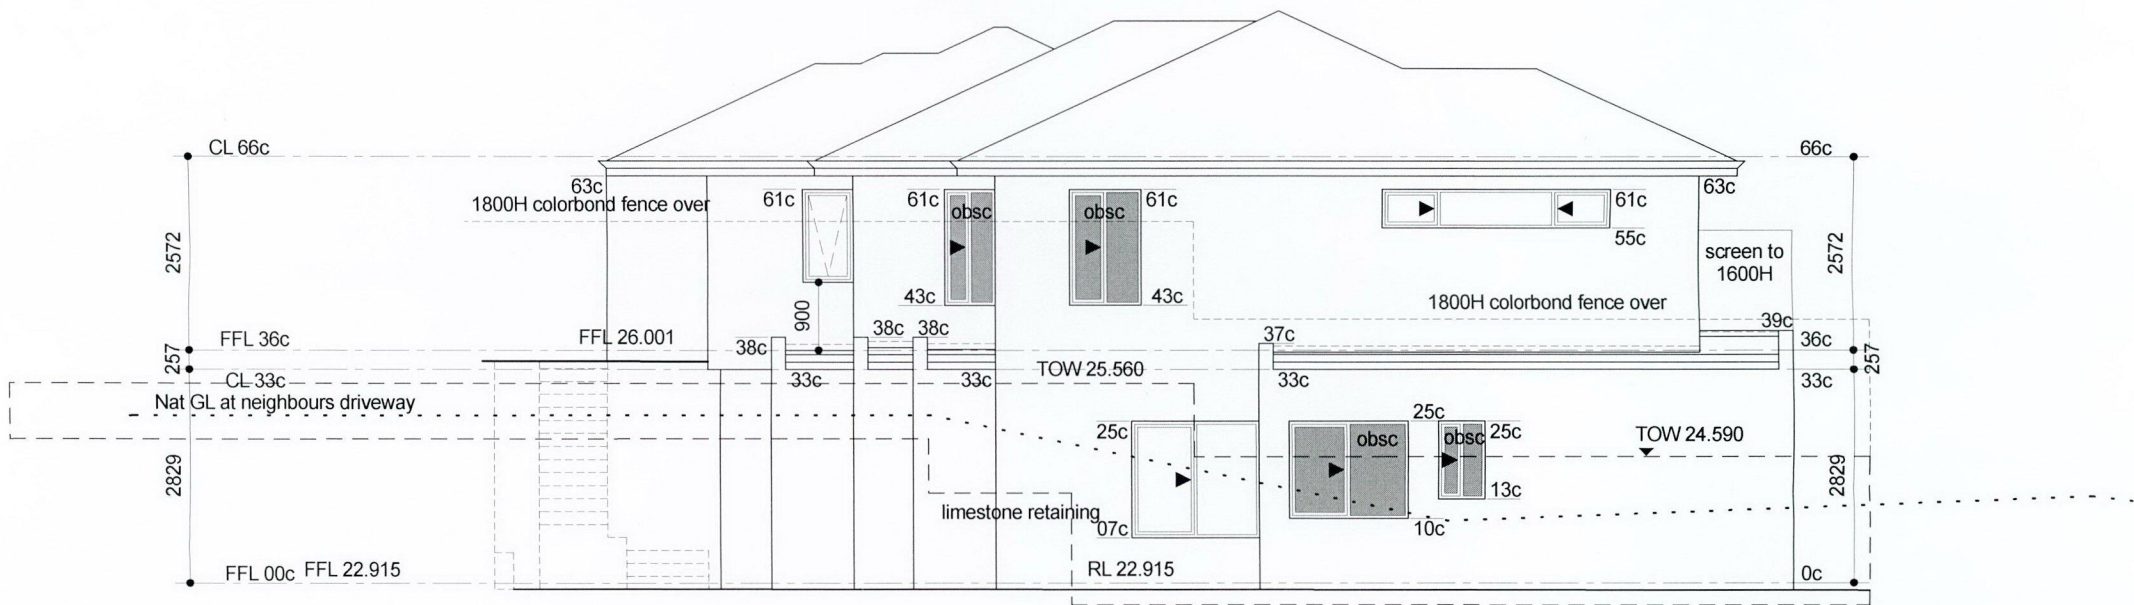 CL 66c
66c
63c
1800H colorbond fence over
61c
61c
obsc
obsc
61c
61c
63c
55c
2572
2572
screen to
1600H
43c
43c
900
1800H colorbond fence over
FFL 36c
FFL 26.001
38c
38c
38c
37c
39c
36c
257
257
CL 33c
33c
33c
TOW 25.560
33c
33c
Nat GL at neighbours driveway
25c
obsc
25c
obsc
25c
TOW 24.590
2829
2829
limestone retaining
07c
10c
13c
FFL 00c
FFL 22.915
RL 22.915
0c